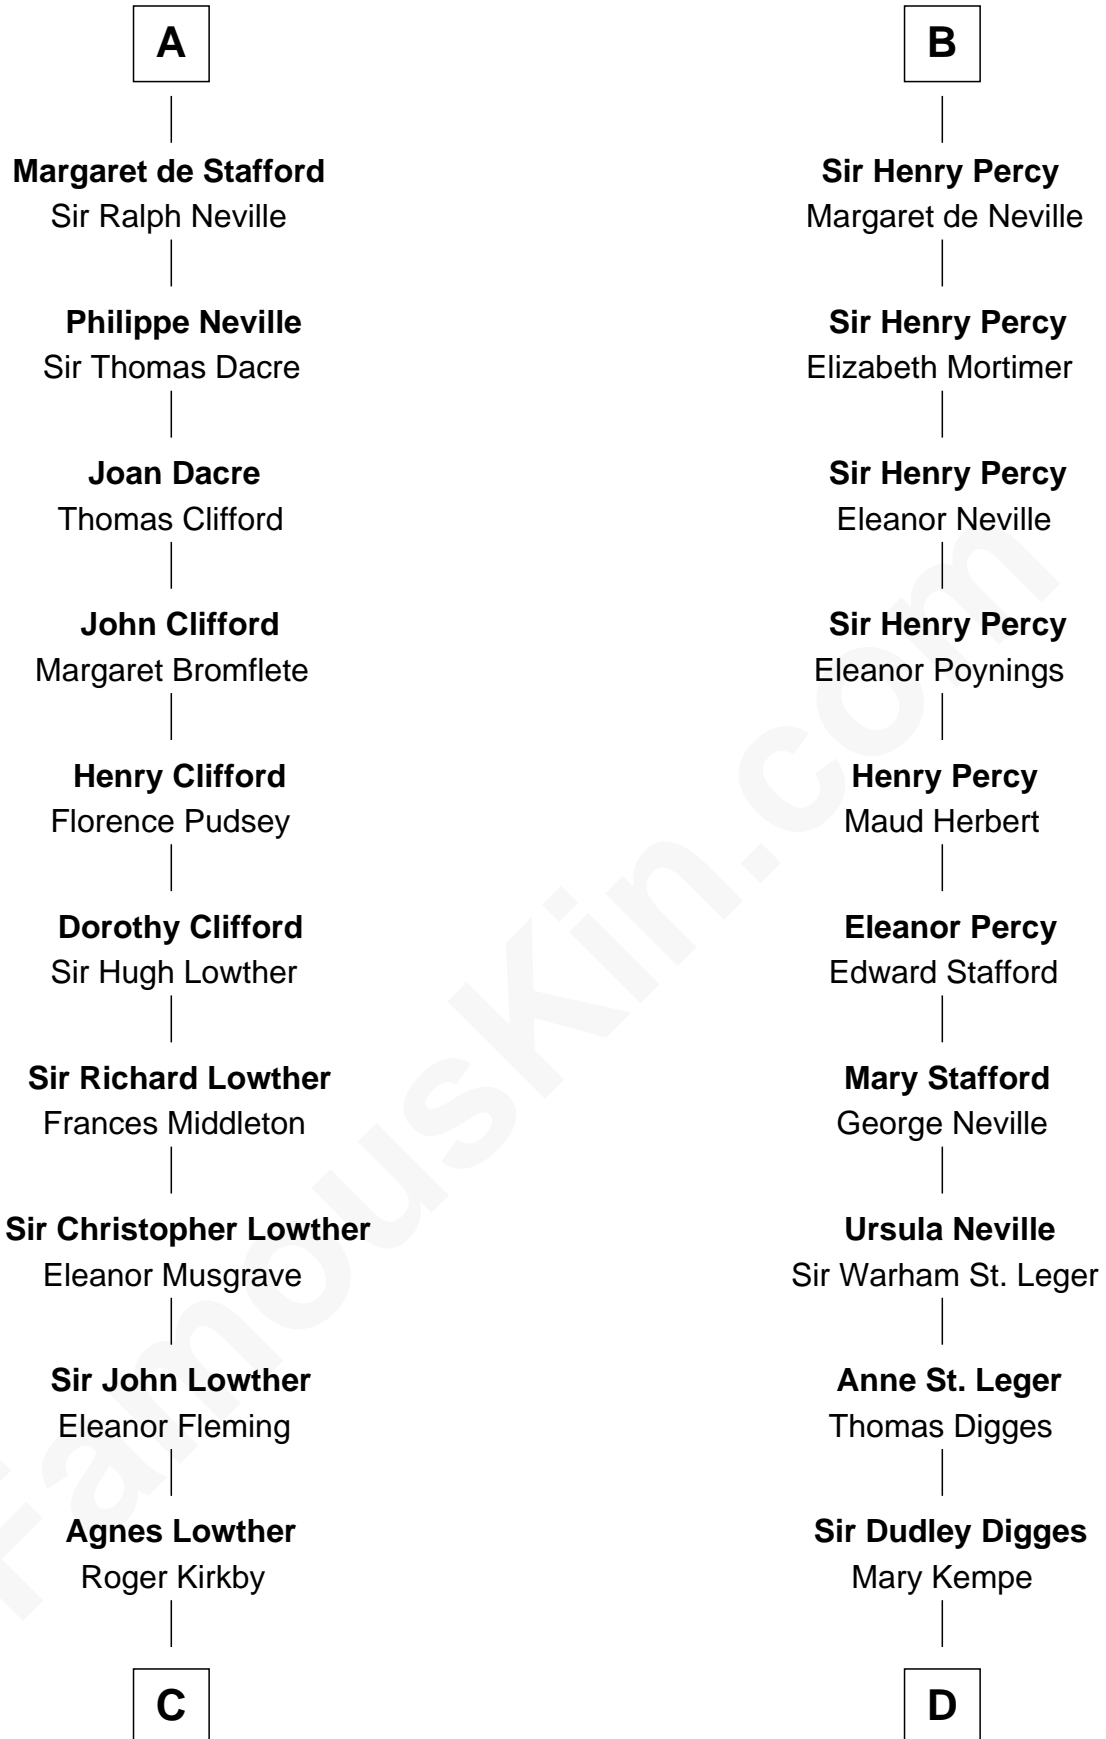 A
Margaret de Stafford
Sir Ralph Neville
Philippe Neville
Sir Thomas Dacre
Joan Dacre
Thomas Clifford
John Clifford
Margaret Bromflete
Henry Clifford
Florence Pudsey
Dorothy Clifford
Sir Hugh Lowther
Sir Richard Lowther
Frances Middleton
Sir Christopher Lowther
Eleanor Musgrave
Sir John Lowther
Eleanor Fleming
Agnes Lowther
Roger Kirkby
C
B
Sir Henry Percy
Margaret de Neville
Sir Henry Percy
Elizabeth Mortimer
Sir Henry Percy
Eleanor Neville
Sir Henry Percy
Eleanor Poynings
Henry Percy
Maud Herbert
Eleanor Percy
Edward Stafford
Mary Stafford
George Neville
Ursula Neville
Sir Warham St. Leger
Anne St. Leger
Thomas Digges
Sir Dudley Digges
Mary Kempe
D
FamousKin.com